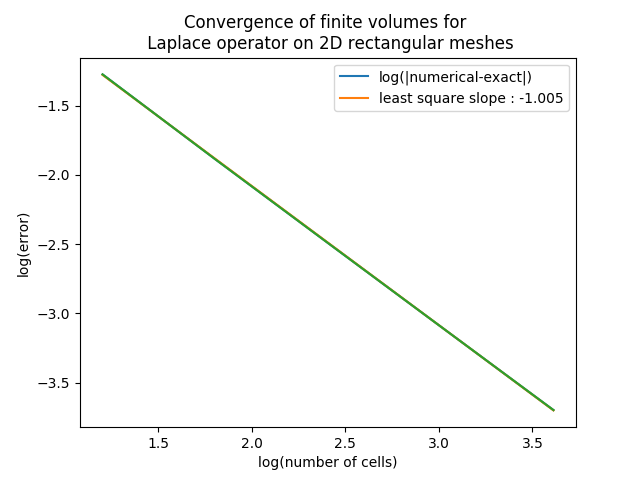 Convergence of finite volumes for
Laplace operator on 2D rectangular meshes
log(|numerical-exact|)
least square slope : -1.005
log(error)
−1.5
−2.0
−2.5
−3.0
−3.5
1.5 2.0 2.5 3.0 3.5
log(number of cells)